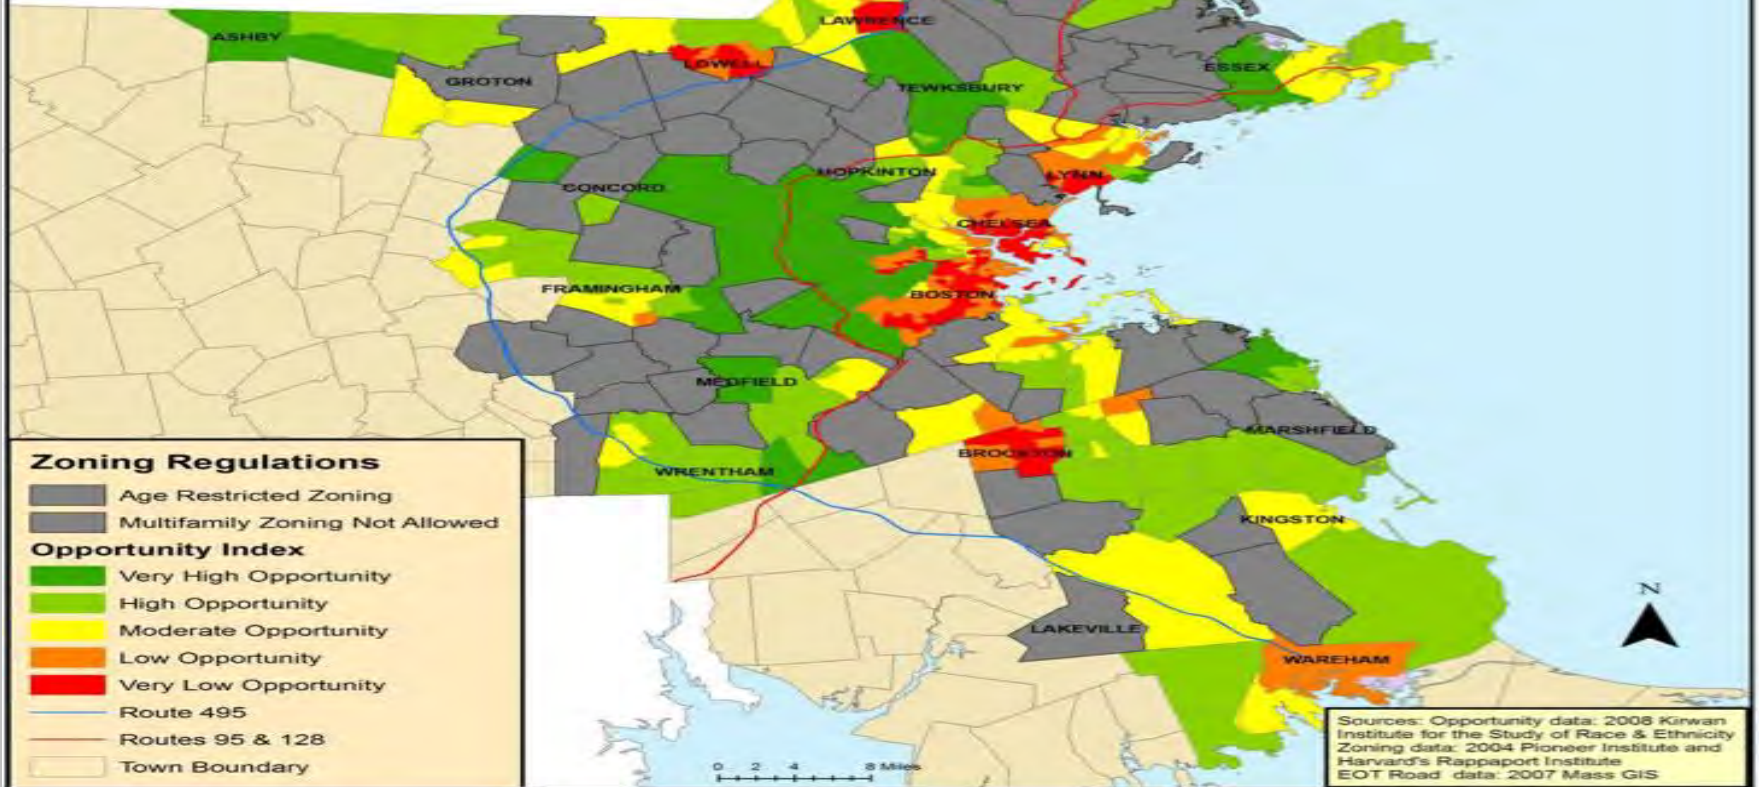 LAWRENCE
ASHBY
LOWELL
ESSEX
GROTON
TEWKSBURY
HOPKINTON
LYNN
CONCORD
CHELSEA
FRAMINGHAM
BOSTON
MEDFIELD
MARSHFIELD
BROCKTON
WRENTHAM
KINGSTON
LAKEVILLE
WAREHAM
Zoning Regulations
Age Restricted Zoning
Multifamily Zoning Not Allowed
Opportunity Index
Very High Opportunity
High Opportunity
Moderate Opportunity
Low Opportunity
Very Low Opportunity
Route 495
Routes 95 & 128
Town Boundary
0 2 4 8 Miles
N
Sources: Opportunity data: 2008 Kirwan
Institute for the Study of Race & Ethnicity
Zoning data: 2004 Pioneer Institute and
Harvard's Rappaport Institute
EOT Road data: 2007 Mass GIS